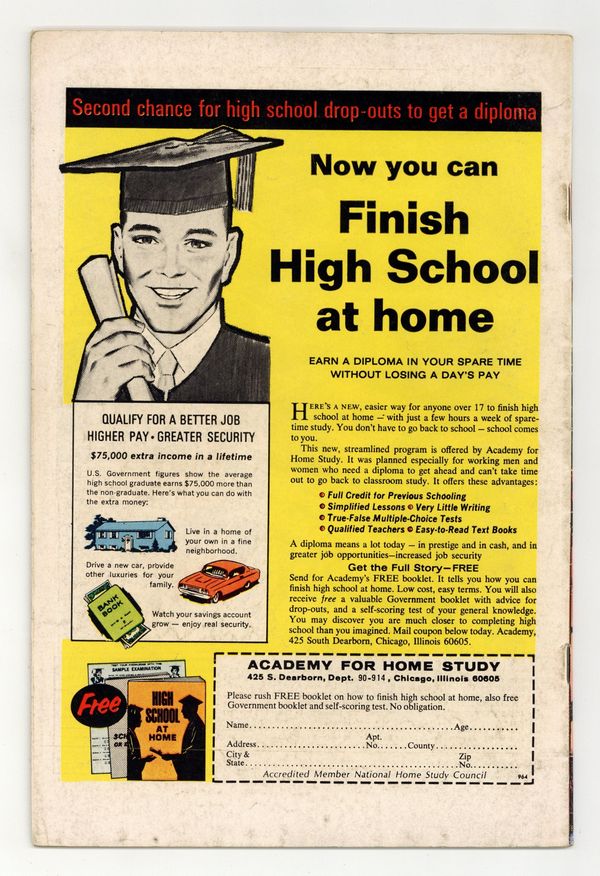 Second chance for high school drop-outs to get a diploma
Now you can
Finish
High School
at home
EARN A DIPLOMA IN YOUR SPARE TIME
WITHOUT LOSING A DAY'S PAY
QUALIFY FOR A BETTER JOB
HIGHER PAY • GREATER SECURITY
$75,000 extra income in a lifetime
U.S. Government figures show the average
high school graduate earns $75,000 more than
the non-graduate. Here's what you can do with
the extra money:
Live in a home of
your own in a fine
neighborhood.
Drive a new car, provide
other luxuries for your
family.
BANK
BOOK
Watch your savings account
grow — enjoy real security.
HERE'S A NEW, easier way for anyone over 17 to finish high
school at home — with just a few hours a week of spare-
time study. You don't have to go back to school – school comes
to you.
This new, streamlined program is offered by Academy for
Home Study. It was planned especially for working men and
women who need a diploma to get ahead and can't take time
out to go back to classroom study. It offers these advantages:
Full Credit for Previous Schooling
Simplified Lessons Very Little Writing
True-False Multiple-Choice Tests
Qualified Teachers Easy-to-Read Text Books
A diploma means a lot today – in prestige and in cash, and in
greater job opportunities—increased job security
Get the Full Story—FREE
Send for Academy's FREE booklet. It tells you how you can
finish high school at home. Low cost, easy terms. You will also
receive free a valuable Government booklet with advice for
drop-outs, and a self-scoring test of your general knowledge.
You may discover you are much closer to completing high
school than you imagined. Mail coupon below today. Academy,
425 South Dearborn, Chicago, Illinois 60605.
SAMPLE EXAMINATION
Free
HIGH
SCHOOL
AT
HOME
ACADEMY FOR HOME STUDY
425 S. Dearborn, Dept. 90-914, Chicago, Illinois 60605
Please rush FREE booklet on how to finish high school at home, also free
Government booklet and self-scoring test. No obligation.
Name Age
Apt.
Address No. County
City & Zip
State No.
Accredited Member National Home Study Council 964